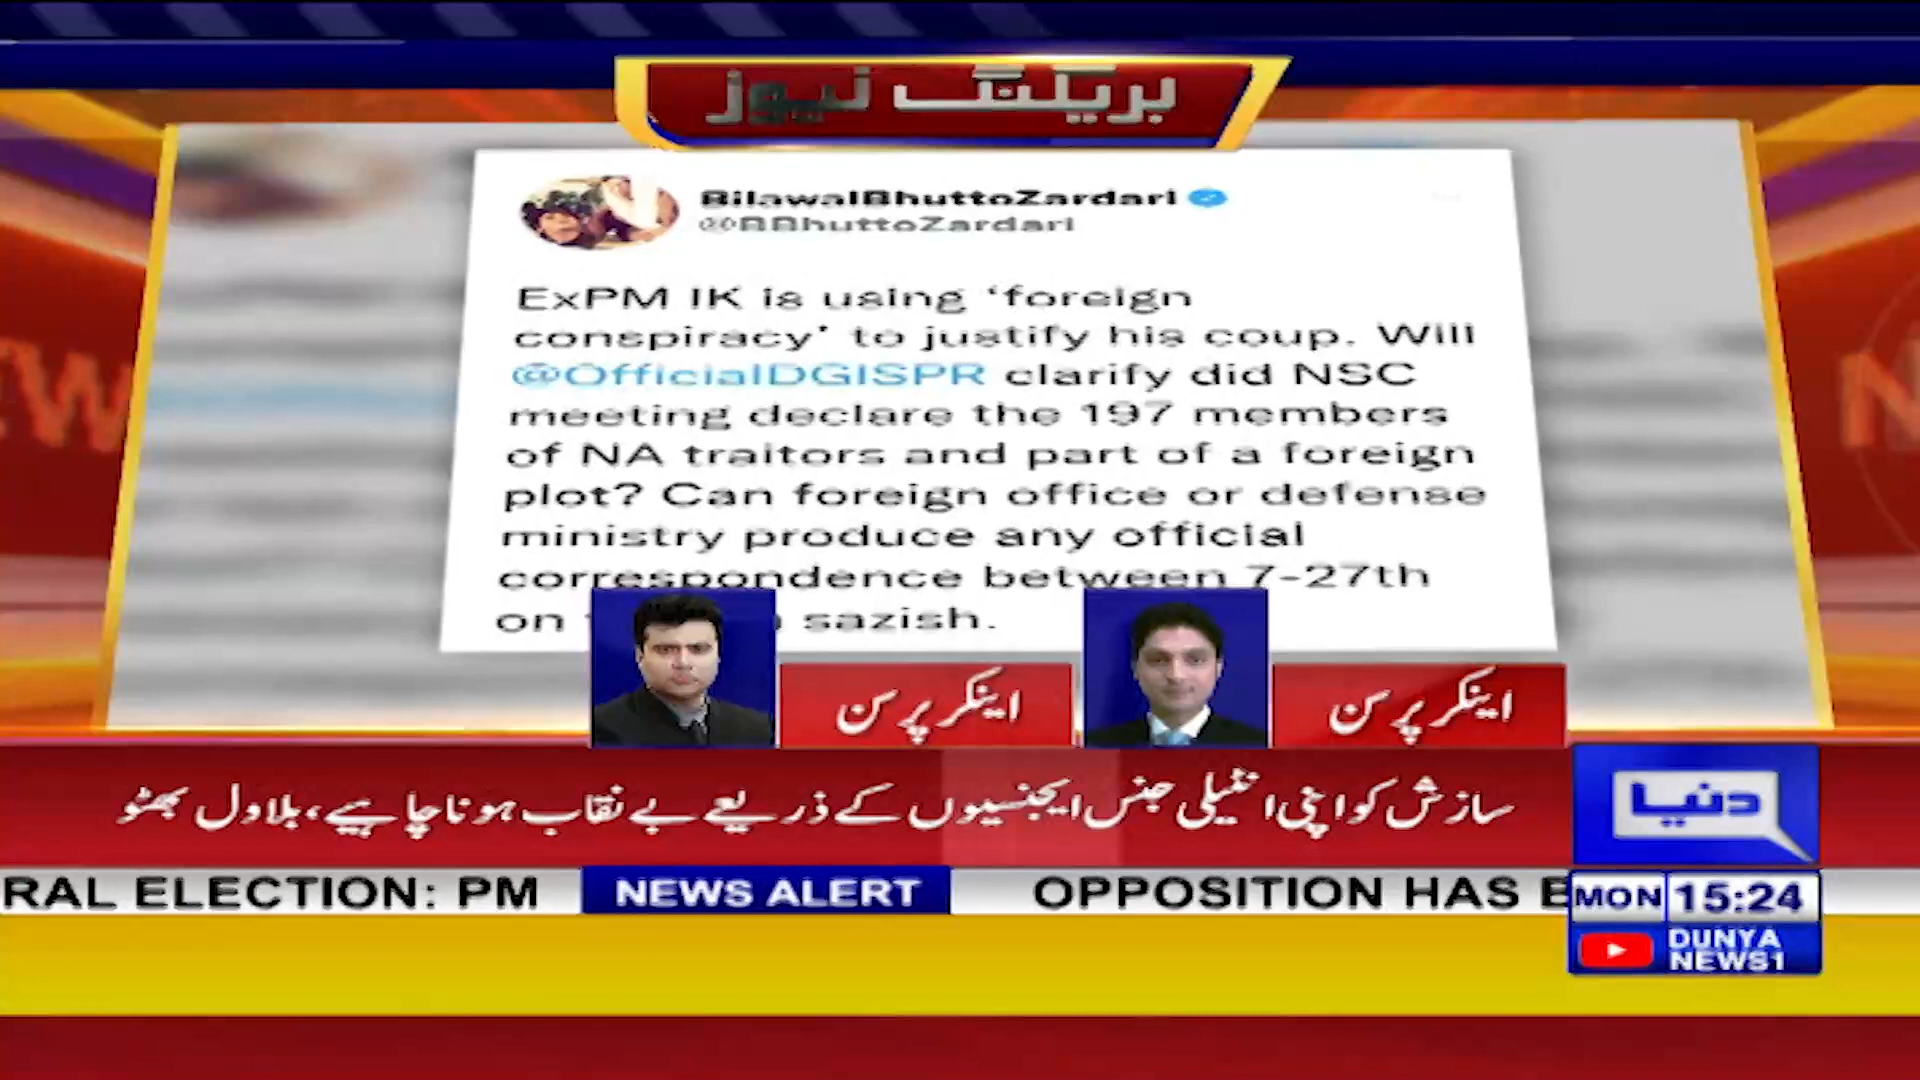 بریکنگ نیوز
BilawalBhuttoZardari
@BBhuttoZardari
ExPM IK is using ‘foreign
conspiracy’ to justify his coup. Will
@OfficialDGISPR clarify did NSC
meeting declare the 197 members
of NA traitors and part of a foreign
plot? Can foreign office or defense
ministry produce any official
correspondence between 7-27th
on sazish.
اینکر پرسن
اینکر پرسن
سازش کو اپنی انٹیلی جنس ایجنسیوں کے ذریعے بے نقاب ہونا چاہیے، بلاول بھٹو
دنیا
RAL ELECTION: PM NEWS ALERT OPPOSITION HAS
MON 15:24
DUNYA
NEWS1